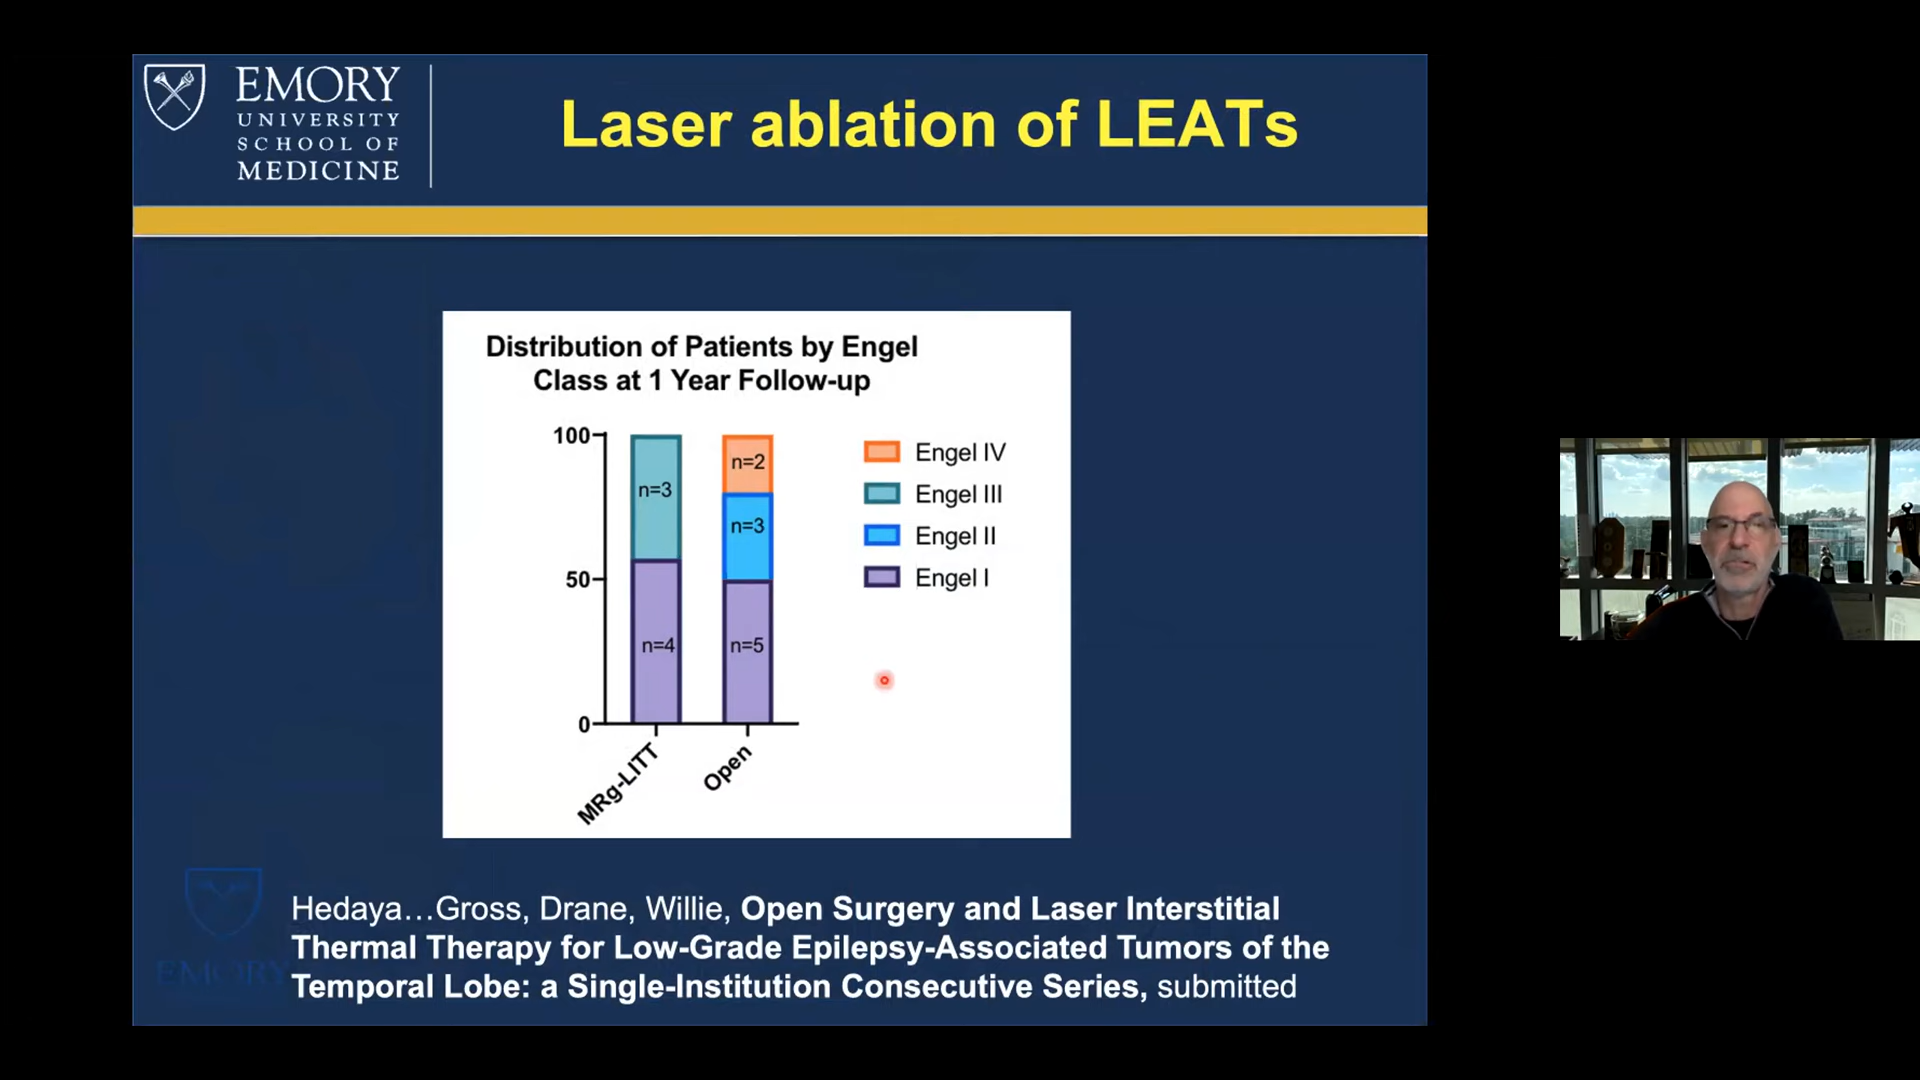 EMORY
UNIVERSITY
SCHOOL OF
MEDICINE
Laser ablation of LEATs
Distribution of Patients by Engel
Class at 1 Year Follow-up
100
50
0
n=3
n=4
n=2
n=3
n=5
MRg-LITT
Open
Engel IV
Engel III
Engel II
Engel I
EMORY
Hedaya…Gross, Drane, Willie, Open Surgery and Laser Interstitial
Thermal Therapy for Low-Grade Epilepsy-Associated Tumors of the
Temporal Lobe: a Single-Institution Consecutive Series, submitted